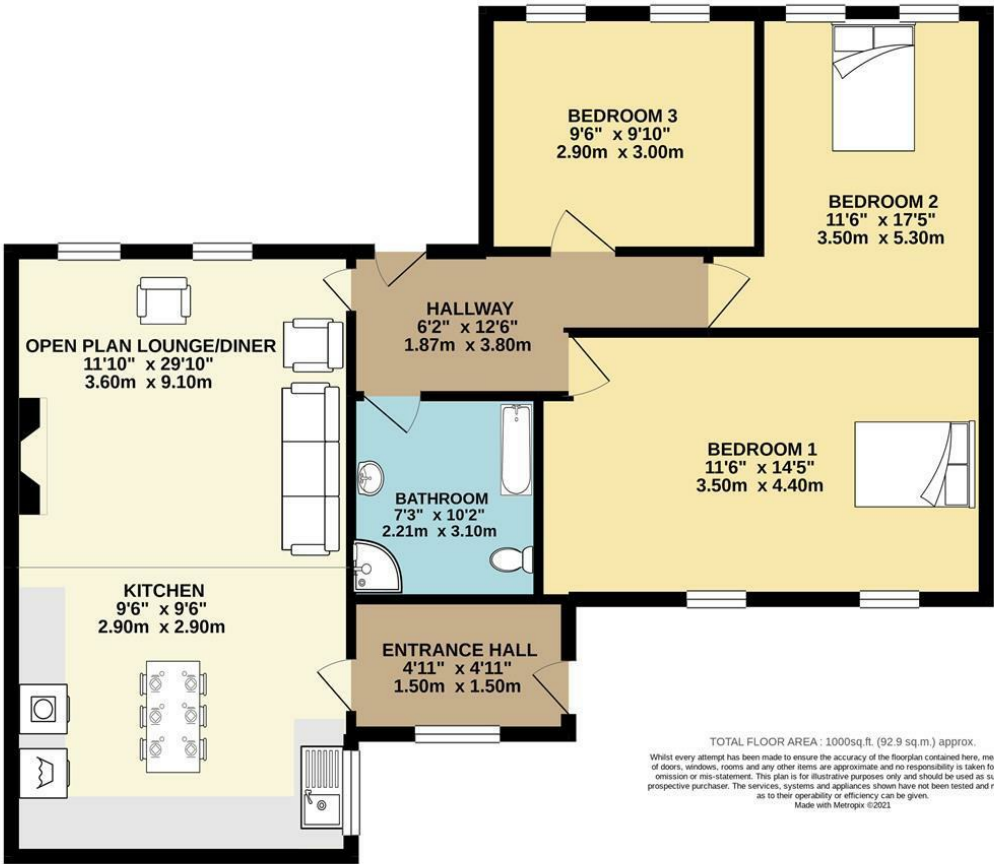 BEDROOM 3
9'6" x 9'10"
2.90m x 3.00m
BEDROOM 2
11'6" x 17'5"
3.50m x 5.30m
HALLWAY
6'2" x 12'6"
1.87m x 3.80m
OPEN PLAN LOUNGE/DINER
11'10" x 29'10"
3.60m x 9.10m
BEDROOM 1
11'6" x 14'5"
3.50m x 4.40m
BATHROOM
7'3" x 10'2"
2.21m x 3.10m
KITCHEN
9'6" x 9'6"
2.90m x 2.90m
ENTRANCE HALL
4'11" x 4'11"
1.50m x 1.50m
TOTAL FLOOR AREA : 1000sq.ft. (92.9 sq.m.) approx.
Whilst every attempt has been made to ensure the accuracy of the floorplan contained here,
of doors, windows, rooms and any other items are approximate and no responsibility is taken
omission or mis-statement. This plan is for illustrative purposes only and should be used as
prospective purchaser. The services, systems and appliances shown have not been tested and
as to their operability or efficiency can be given.
Made with Metropix ©2021